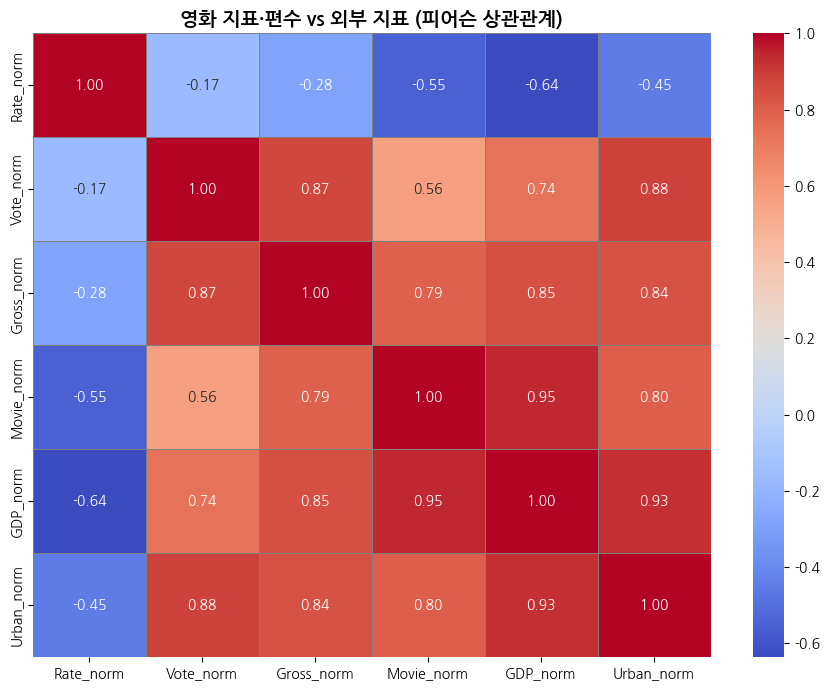 영화 지표·편수 vs 외부 지표 (피어슨 상관관계)
Rate_norm 1.00 -0.17 -0.28 -0.55 -0.64 -0.45
Vote_norm -0.17 1.00 0.87 0.56 0.74 0.88
Gross_norm -0.28 0.87 1.00 0.79 0.85 0.84
Movie_norm -0.55 0.56 0.79 1.00 0.95 0.80
GDP_norm -0.64 0.74 0.85 0.95 1.00 0.93
Urban_norm -0.45 0.88 0.84 0.80 0.93 1.00
Rate_norm Vote_norm Gross_norm Movie_norm GDP_norm Urban_norm
1.0
0.8
0.6
0.4
0.2
0.0
-0.2
-0.4
-0.6